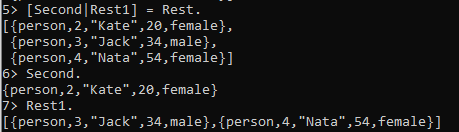 5> [Second|Rest1] = Rest.
[{person,2,"Kate",20,female},
 {person,3,"Jack",34,male},
 {person,4,"Nata",54,female}]
6> Second.
{person,2,"Kate",20,female}
7> Rest1.
[{person,3,"Jack",34,male},{person,4,"Nata",54,female}]